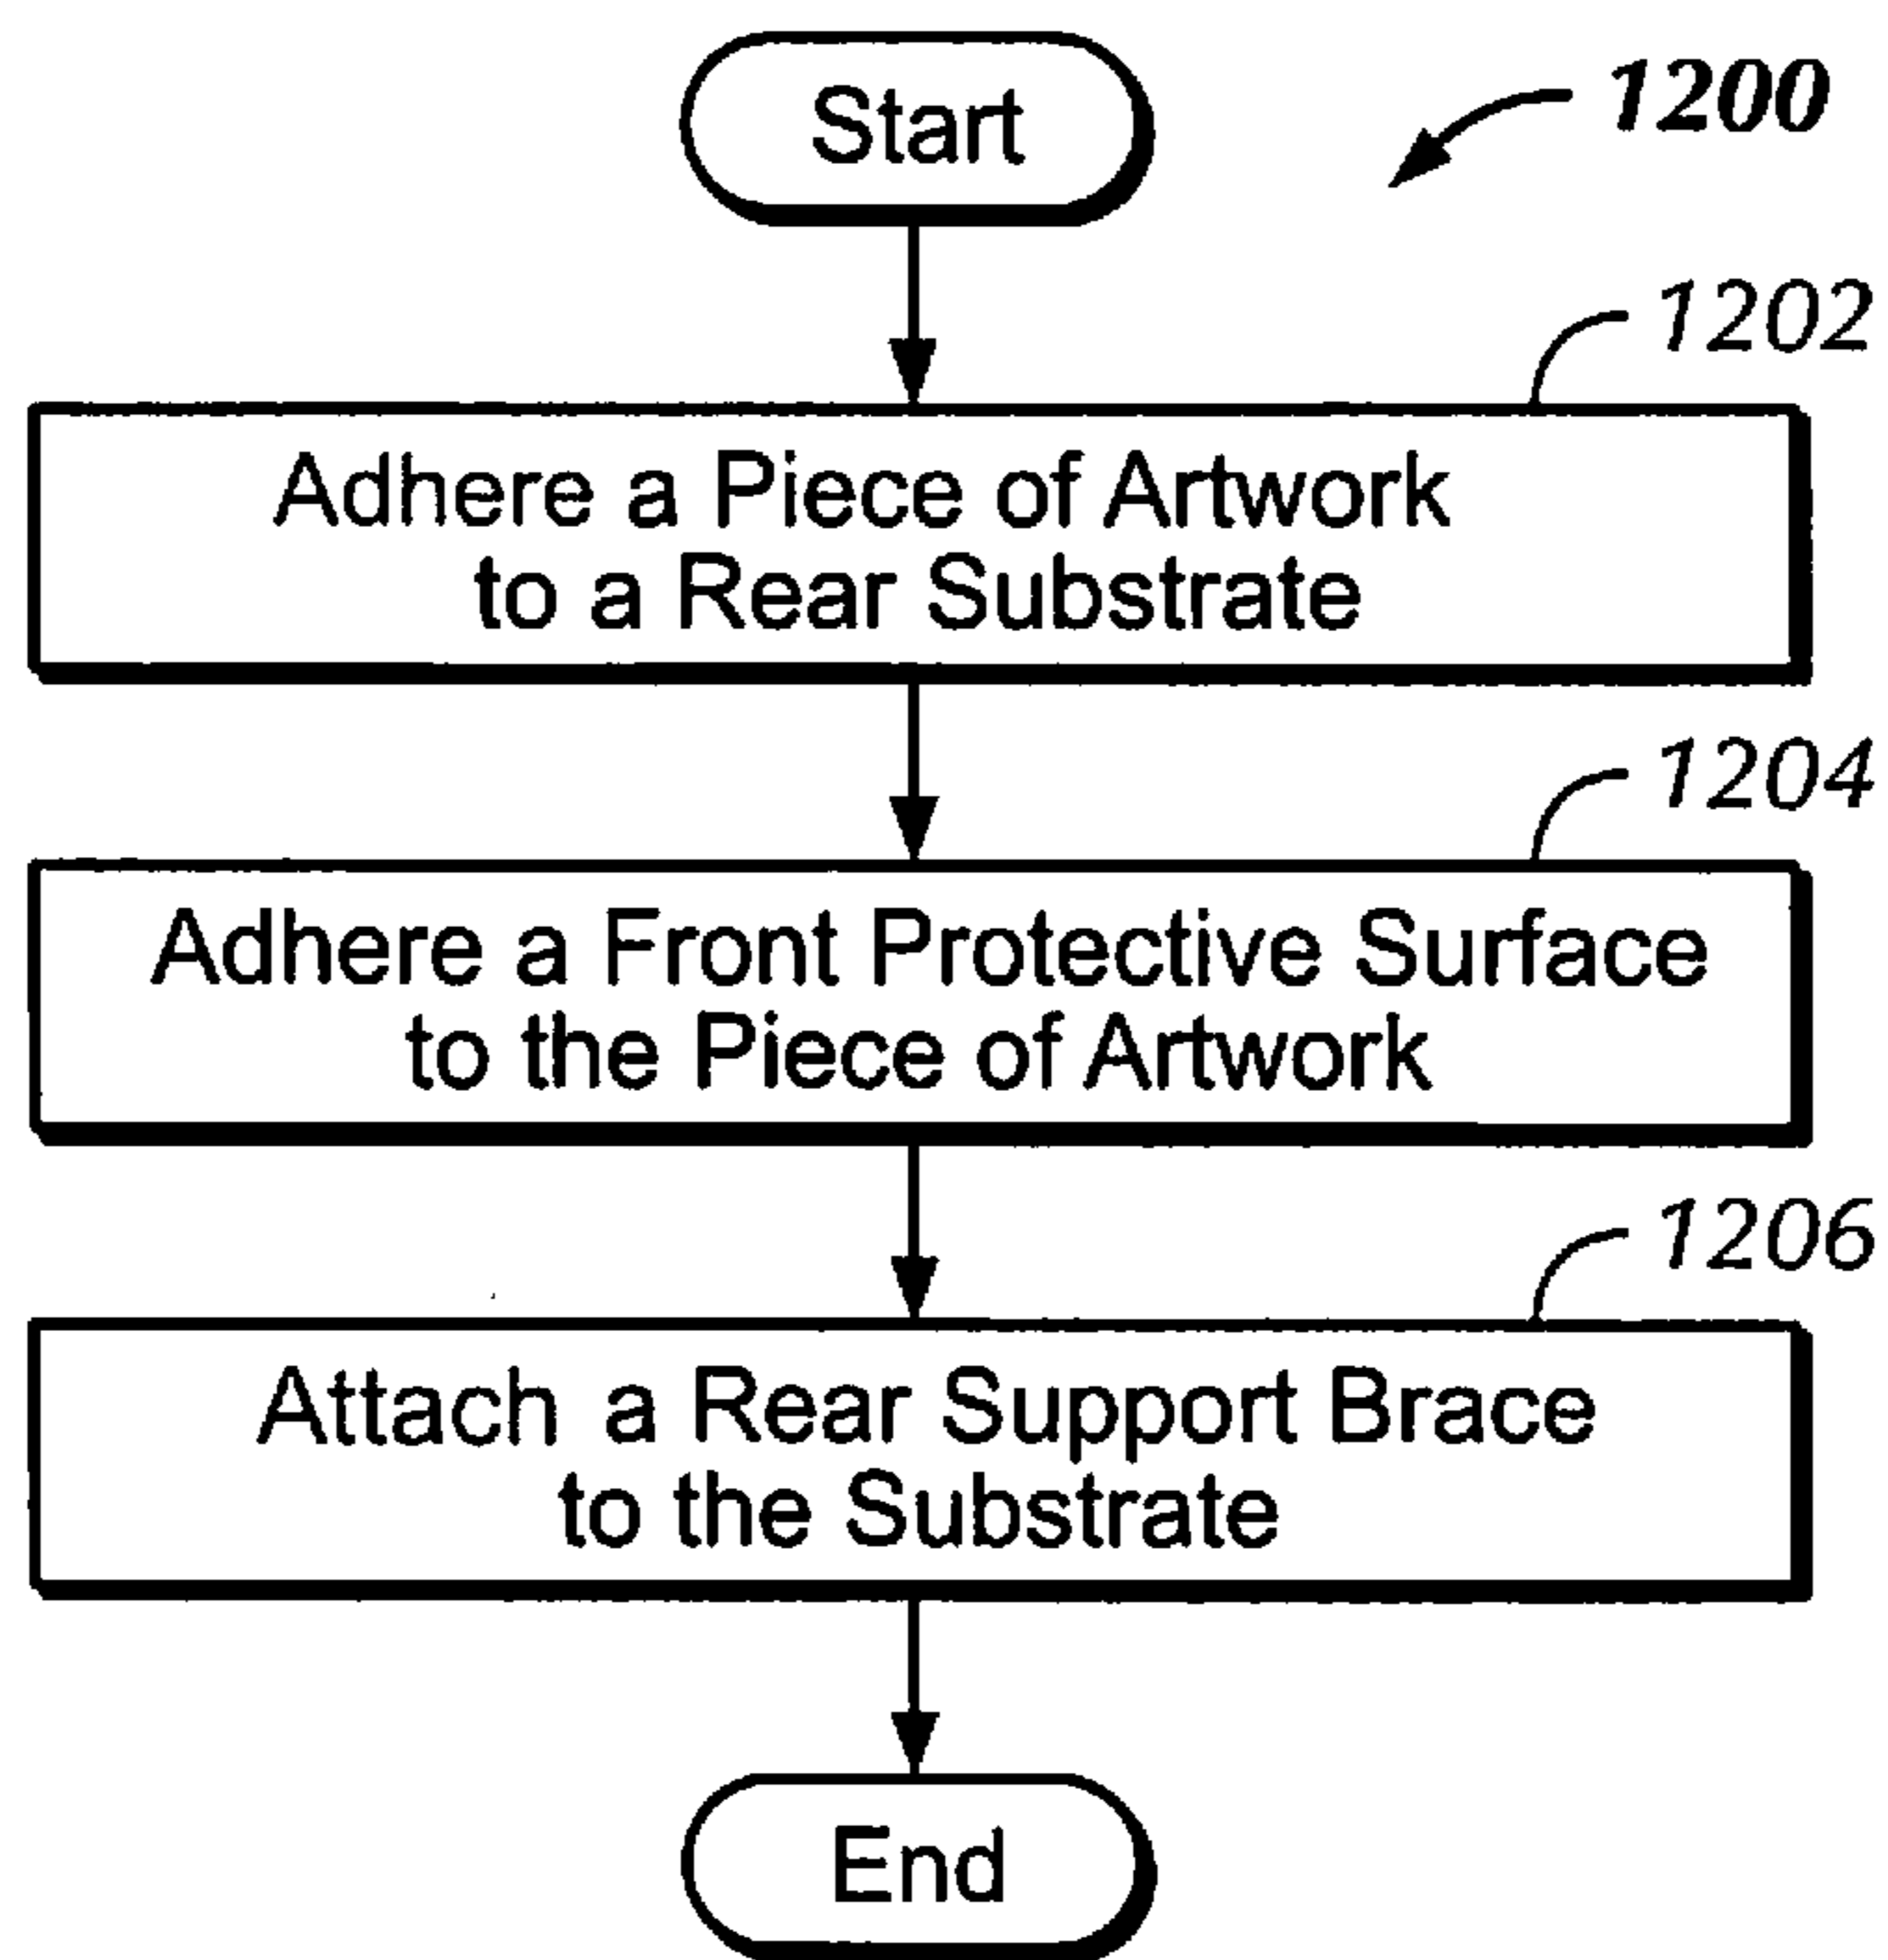 Start
1200
1202
Adhere a Piece of Artwork
to a Rear Substrate
1204
Adhere a Front Protective Surface
to the Piece of Artwork
1206
Attach a Rear Support Brace
to the Substrate
End